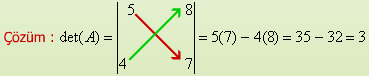 Çözüm : det(A) = |5 8; 4 7| = 5(7) − 4(8) = 35 − 32 = 3